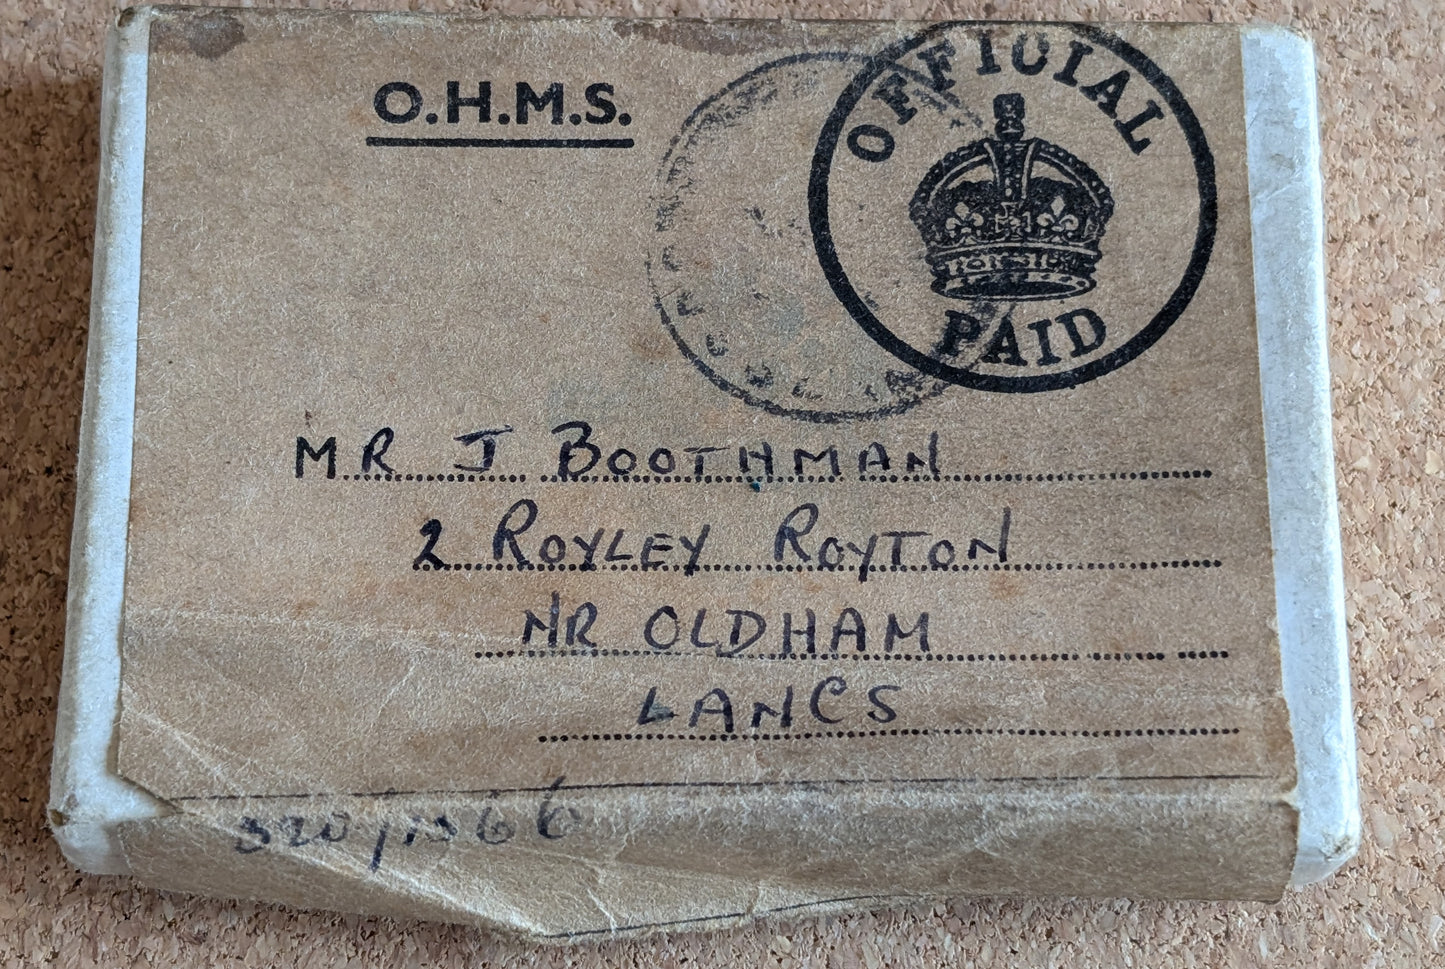 O.H.M.S.
OFFICIAL
PAID
MR J BOOTHMAN
2 ROYLEY ROYTON
NR OLDHAM
LANCS